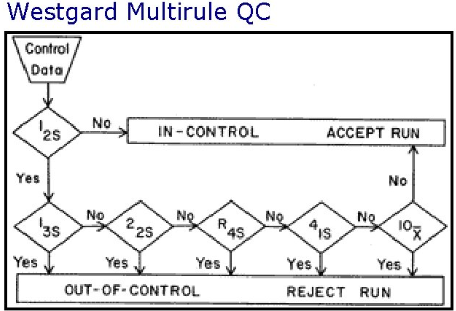 Westgard Multirule QC
Control
Data
1
2S
No
IN-CONTROL ACCEPT RUN
Yes
No
1
3S
No
2
2S
No
R
4S
No
4
1S
No
10
X̄
Yes
Yes
Yes
Yes
Yes
OUT-OF-CONTROL REJECT RUN